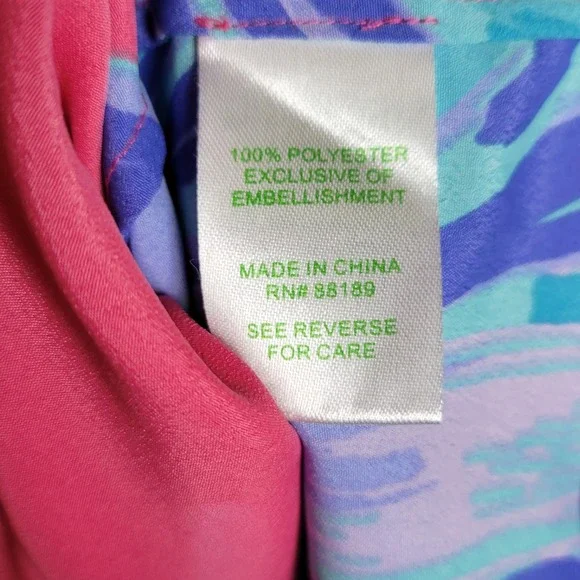 100% POLYESTER
EXCLUSIVE OF
EMBELLISHMENT
MADE IN CHINA
RN# 88189
SEE REVERSE
FOR CARE